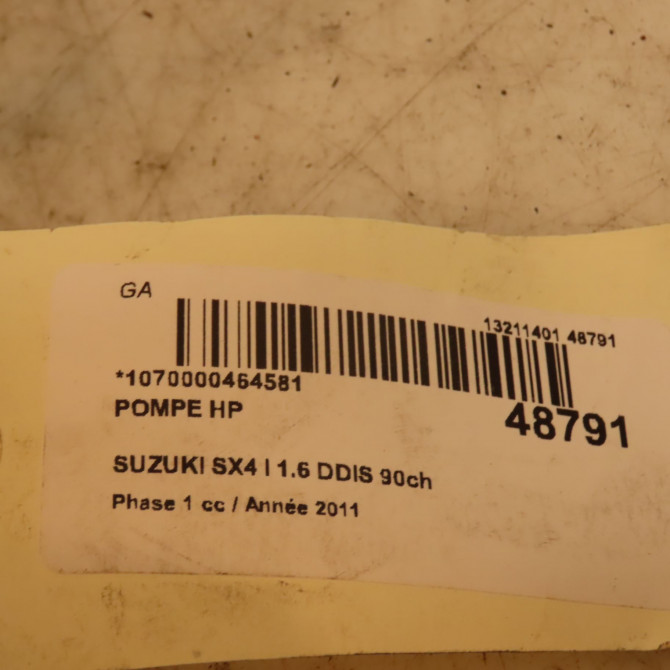 GA
13211401 48791
*1070000464581
POMPE HP
48791
SUZUKI SX4 I 1.6 DDIS 90ch
Phase 1 cc / Année 2011